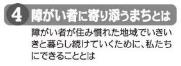 4 障がい者に寄り添うまちとは
障がい者が住み慣れた地域でいきい
きと暮らし続けていくために、私たち
にできることとは